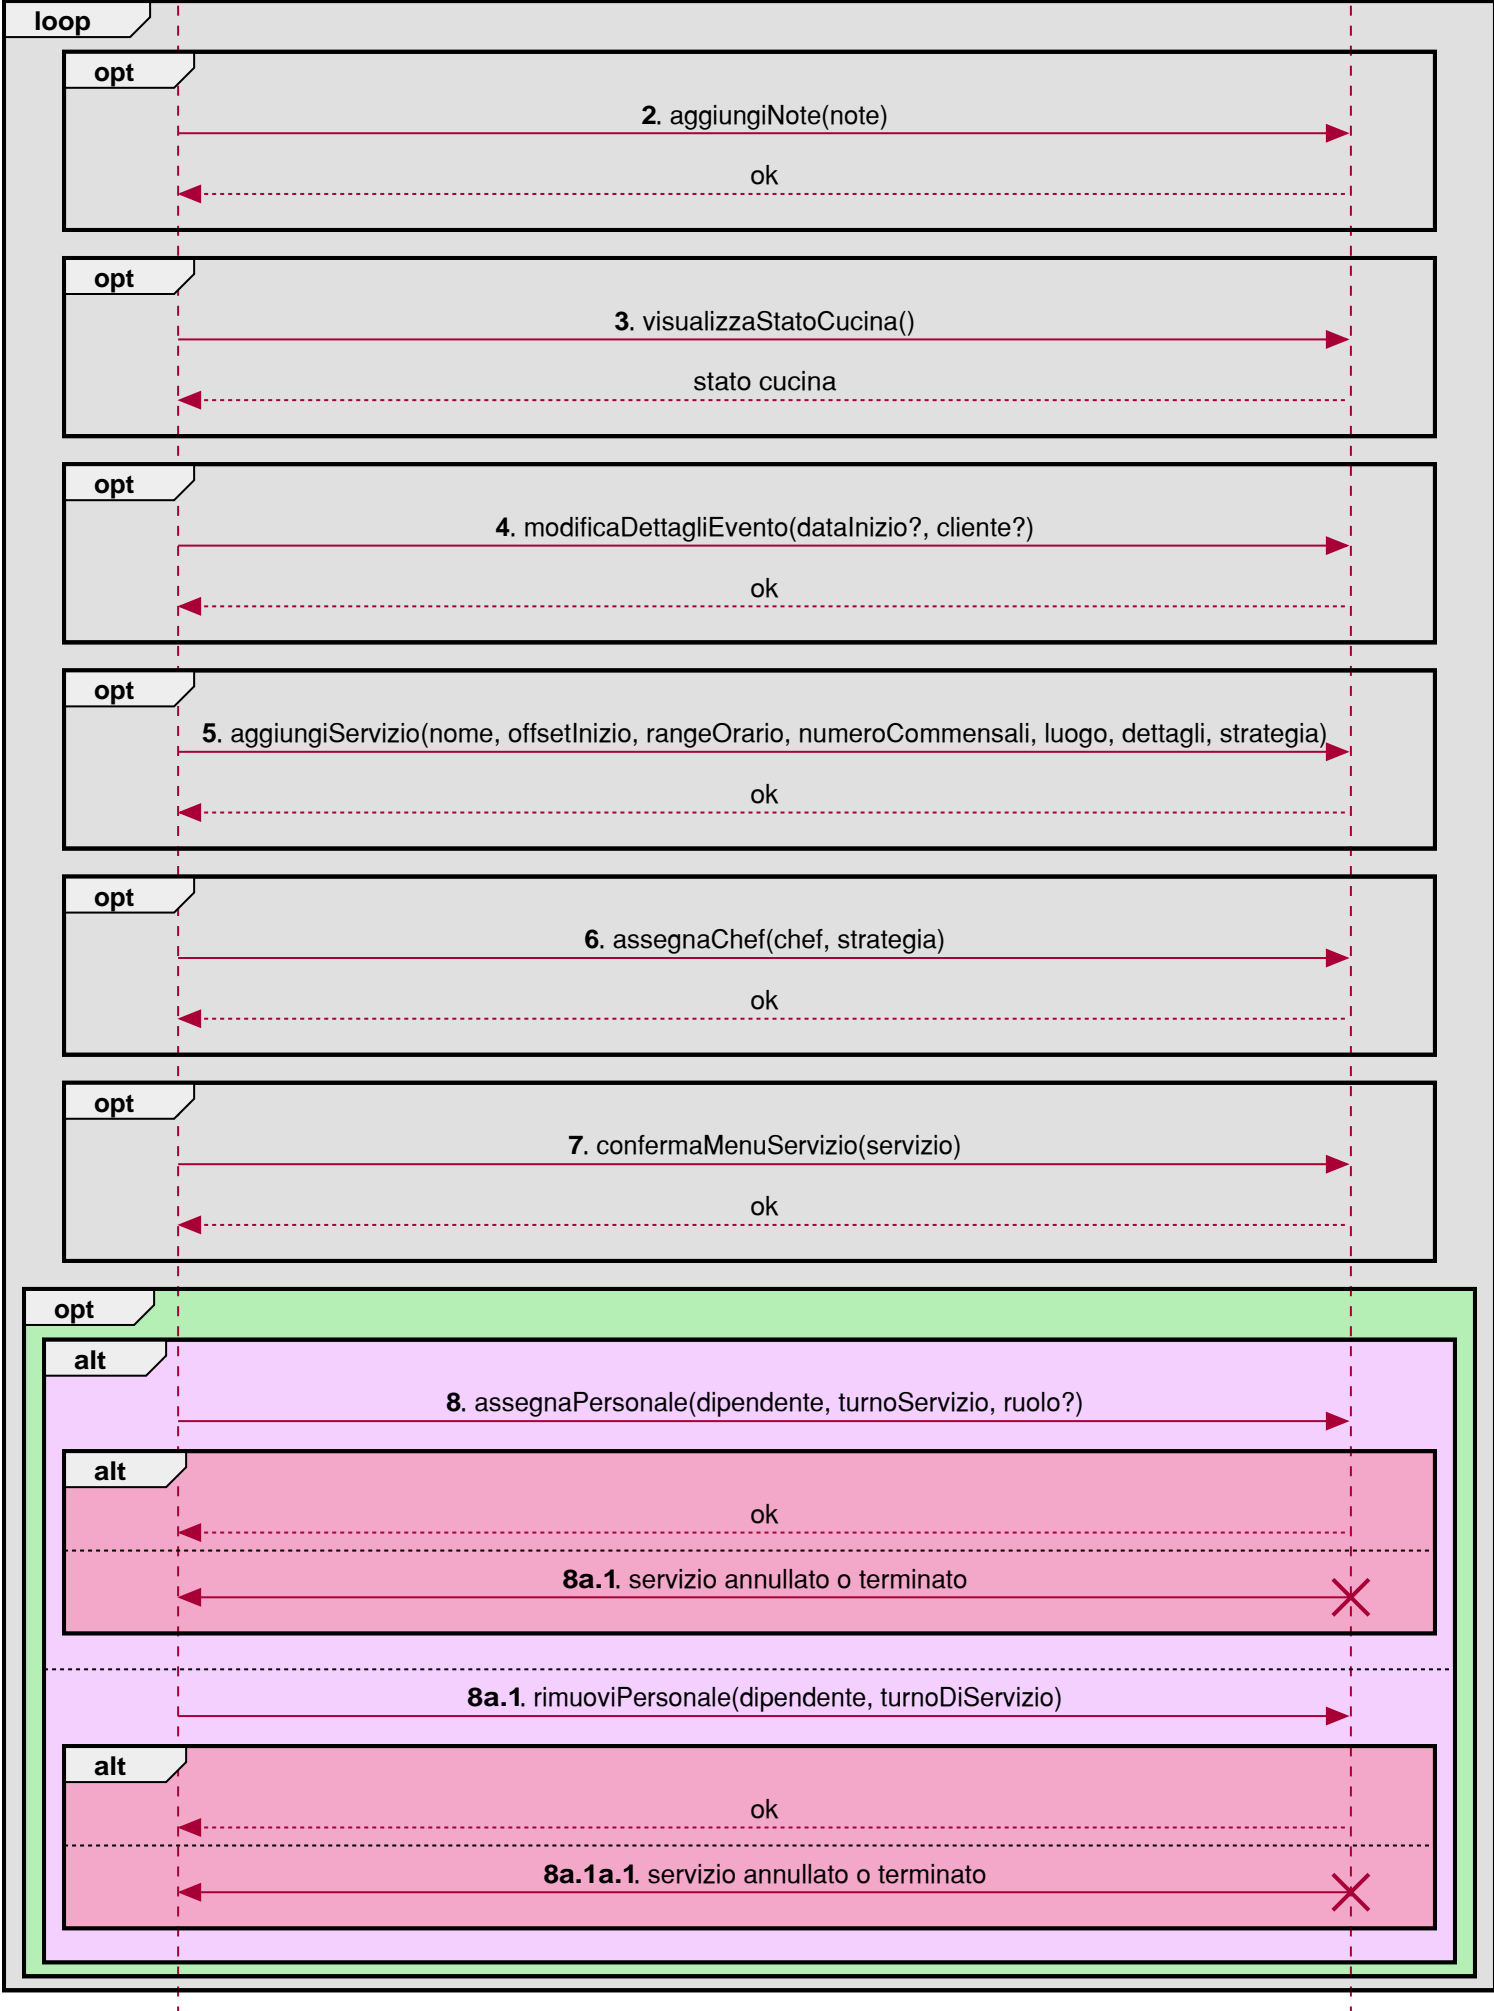 loop
opt
2. aggiungiNote(note)
ok
opt
3. visualizzaStatoCucina()
stato cucina
opt
4. modificaDettagliEvento(dataInizio?, cliente?)
ok
opt
5. aggiungiServizio(nome, offsetInizio, rangeOrario, numeroCommensali, luogo, dettagli, strategia)
ok
opt
6. assegnaChef(chef, strategia)
ok
opt
7. confermaMenuServizio(servizio)
ok
opt
alt
8. assegnaPersonale(dipendente, turnoServizio, ruolo?)
alt
ok
8a.1. servizio annullato o terminato
8a.1. rimuoviPersonale(dipendente, turnoDiServizio)
alt
ok
8a.1a.1. servizio annullato o terminato